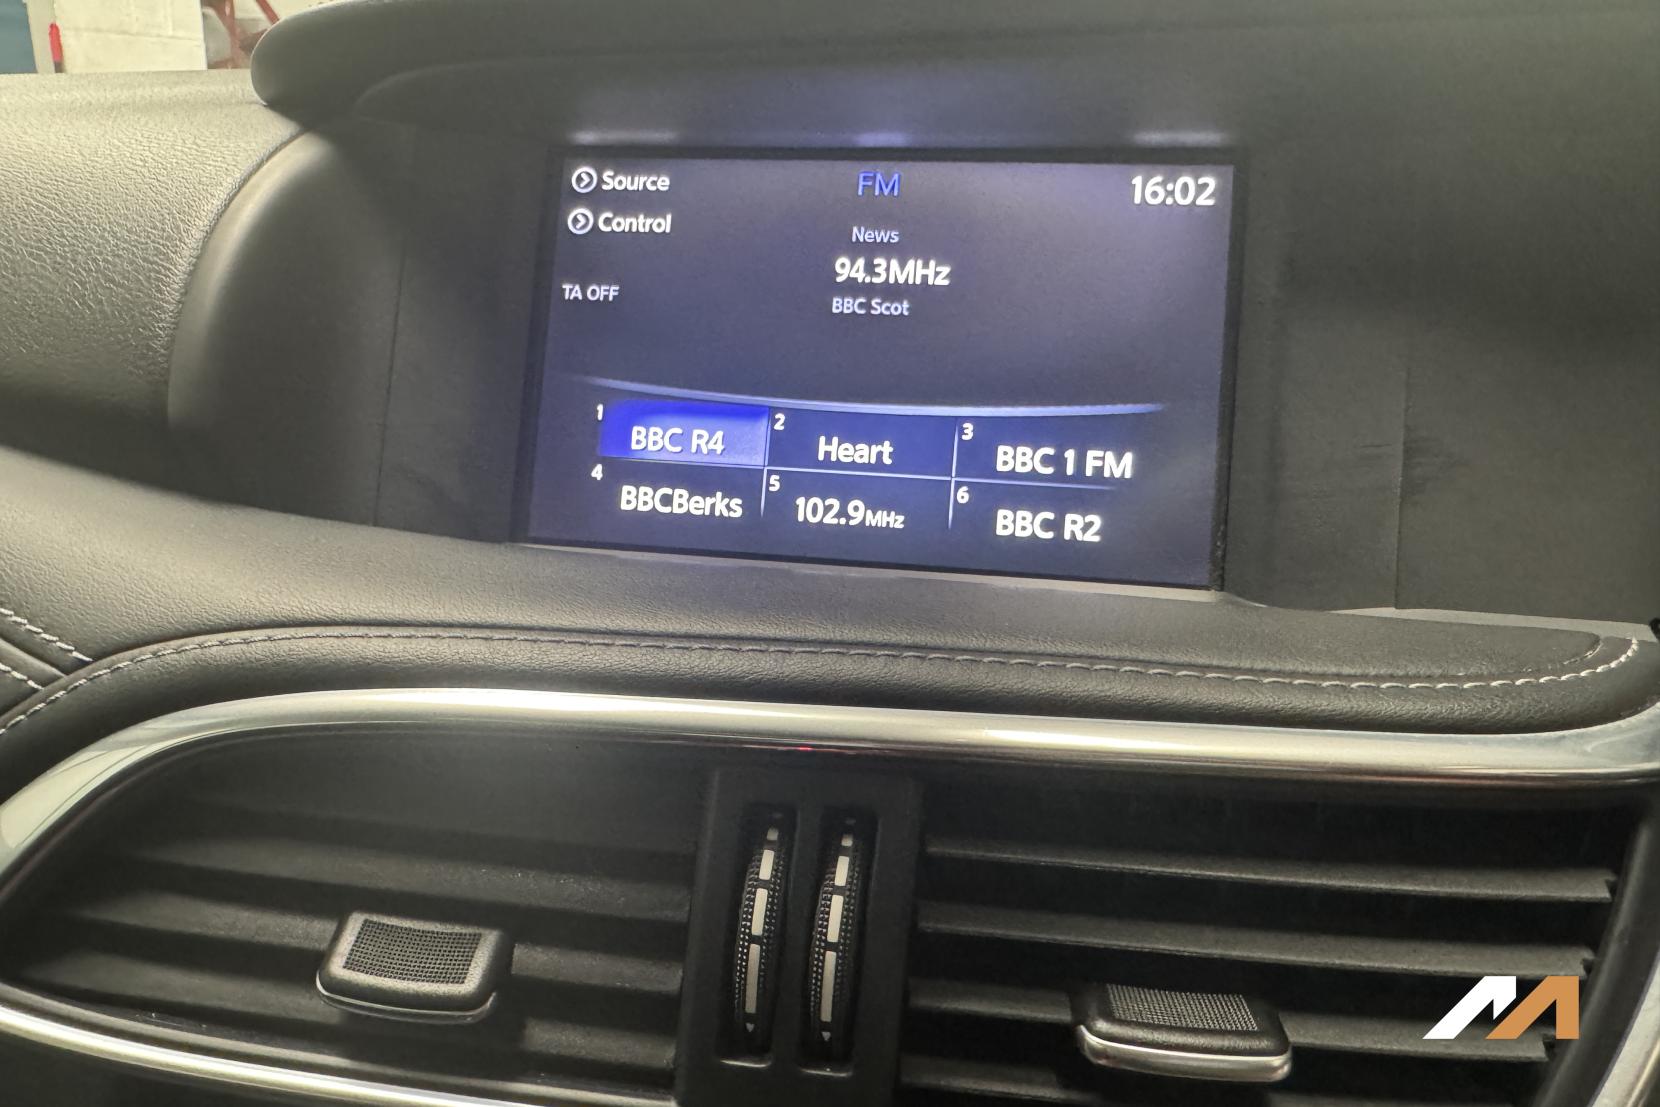 Source
FM
16:02
Control
News
94.3MHz
TA OFF
BBC Scot
1 BBC R4
2 Heart
3 BBC 1 FM
4 BBCBerks
5 102.9MHz
6 BBC R2